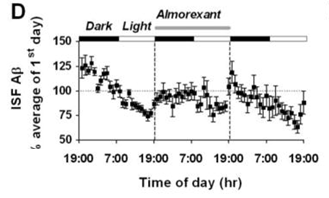 D
Almorexant
Dark Light
ISF Aβ
% average of 1st day)
150
125
100
75
50
19:00 7:00 19:00 7:00 19:00 7:00 19:00
Time of day (hr)